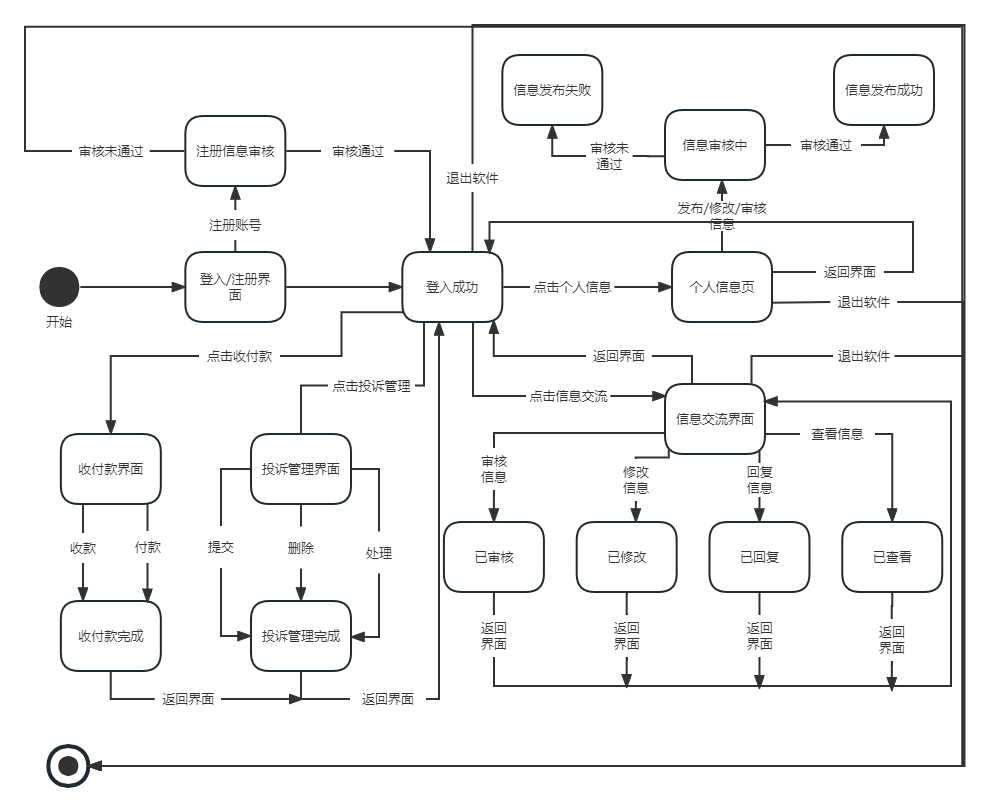 信息发布失败
信息发布成功
审核未通过
注册信息审核
审核通过
审核未
通过
信息审核中
审核通过
退出软件
注册账号
发布/修改/审核
信息
开始
登入/注册界
面
登入成功
点击个人信息
个人信息页
返回界面
退出软件
点击收付款
点击投诉管理
返回界面
退出软件
点击信息交流
信息交流界面
收付款界面
投诉管理界面
审核
信息
修改
信息
回复
信息
查看信息
收款
付款
提交
删除
处理
已审核
已修改
已回复
已查看
收付款完成
投诉管理完成
返回
界面
返回
界面
返回
界面
返回
界面
返回界面
返回界面